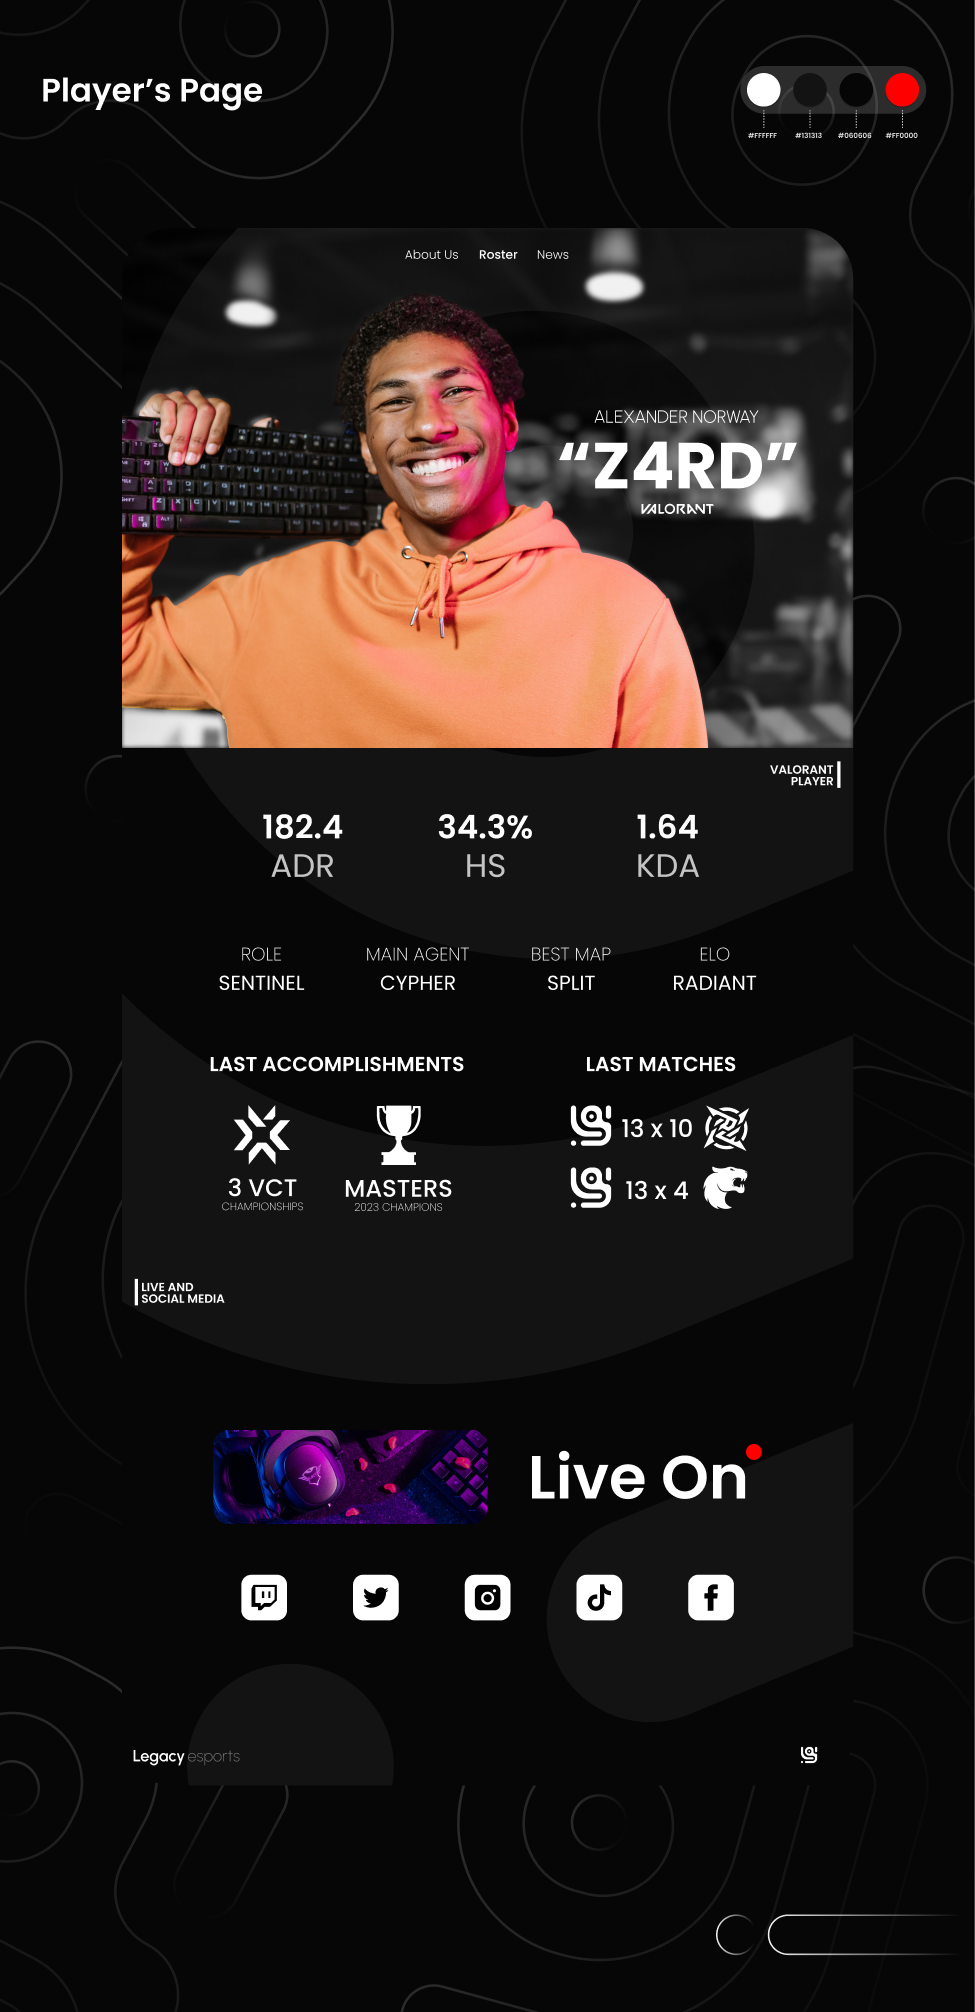 Player’s Page
#FFFFFF #131313 #060606 #FF0000
About Us Roster News
ALEXANDER NORWAY
“Z4RD”
VALORANT
VALORANT
PLAYER
182.4 34.3% 1.64
ADR HS KDA
ROLE MAIN AGENT BEST MAP ELO
SENTINEL CYPHER SPLIT RADIANT
LAST ACCOMPLISHMENTS LAST MATCHES
13 x 10
3 VCT MASTERS 13 x 4
CHAMPIONSHIPS 2023 CHAMPIONS
LIVE AND
SOCIAL MEDIA
Live On
Legacy esports